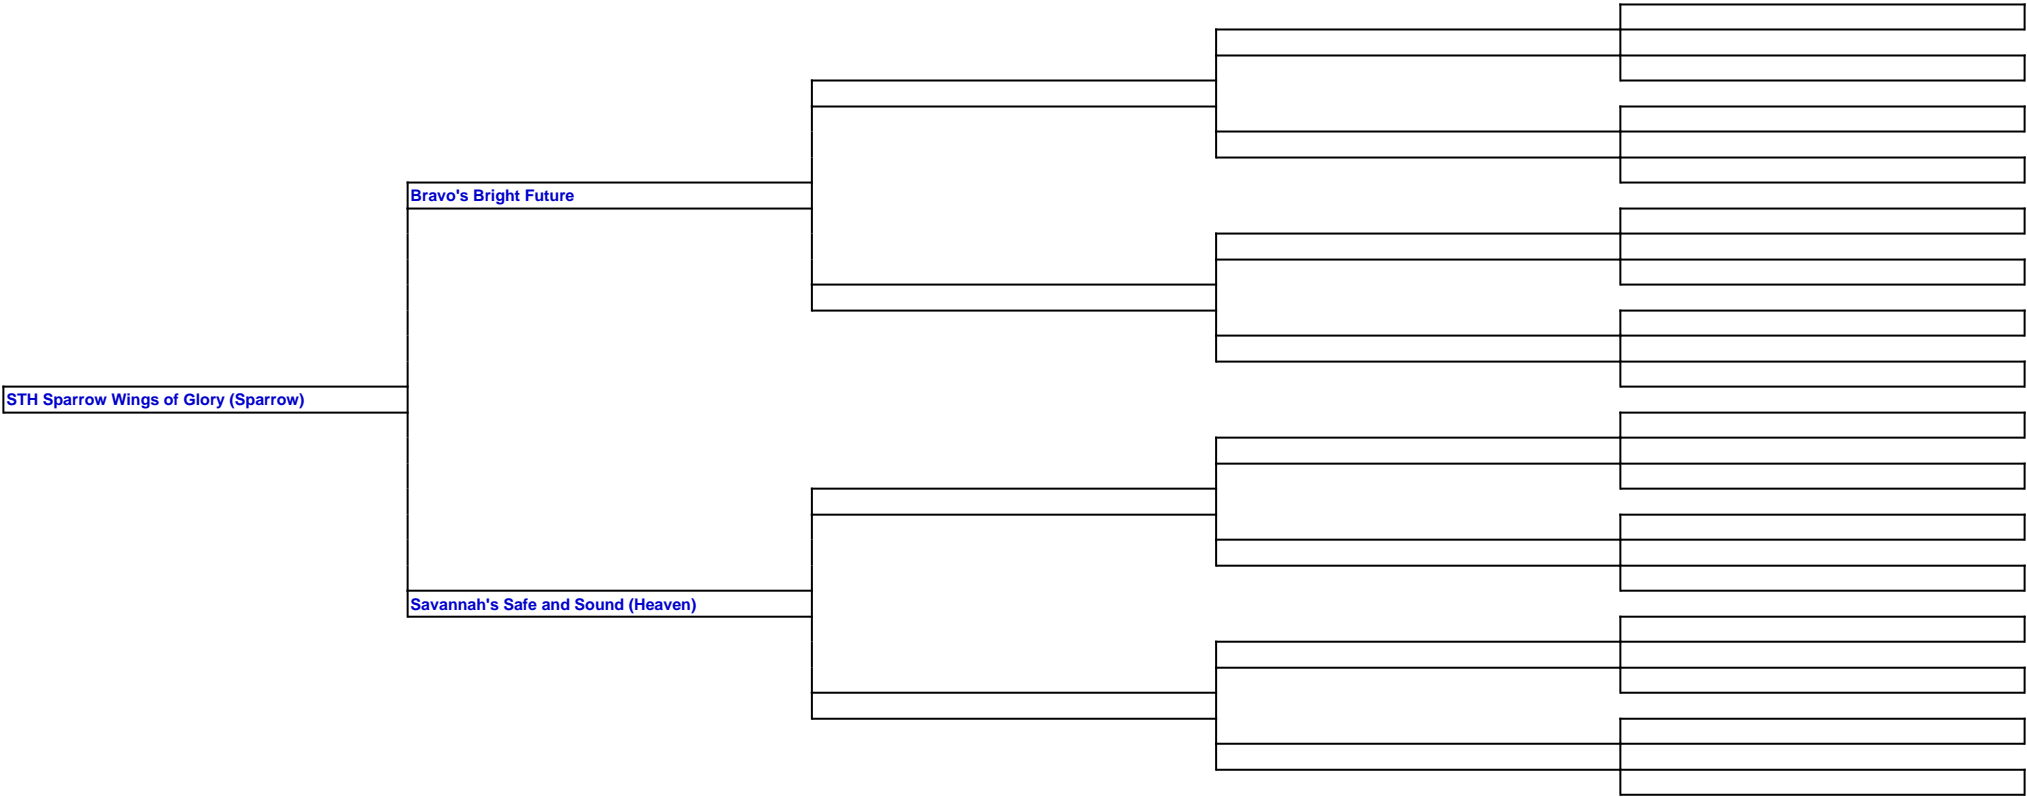 Bravo's Bright Future
STH Sparrow Wings of Glory (Sparrow)
Savannah's Safe and Sound (Heaven)